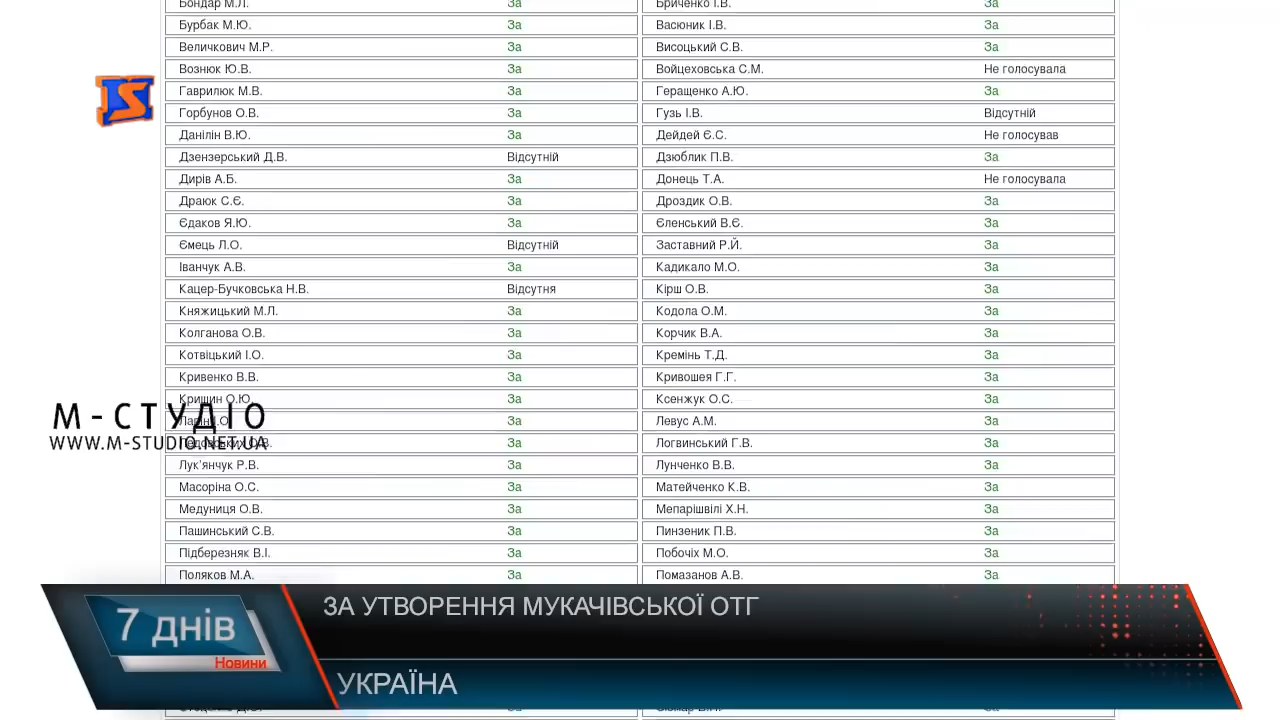 Бондар М.Л. За Бриченко І.В. За
Бурбак М.Ю. За Васюник І.В. За
Величкович М.Р. За Висоцький С.В. За
Вознюк Ю.В. За Войцеховська С.М. Не голосувала
Гаврилюк М.В. За Геращенко А.Ю. За
Горбунов О.В. За Гузь І.В. Відсутній
Данілін В.Ю. За Дейдей Є.С. Не голосував
Дзензерський Д.В. Відсутній Дзюблик П.В. За
Дирів А.Б. За Донець Т.А. Не голосувала
Драюк С.Є. За Дроздик О.В. За
Єдаков Я.Ю. За Єленський В.Є. За
Ємець Л.О. Відсутній Заставний Р.Й. За
Іванчук А.В. За Кадикало М.О. За
Кацер-Бучковська Н.В. Відсутня Кірш О.В. За
Княжицький М.Л. За Кодола О.М. За
Колганова О.В. За Корчик В.А. За
Котвіцький І.О. За Кремінь Т.Д. За
Кривенко В.В. За Кривошея Г.Г. За
Кришин О.Ю. За Ксенжук О.С. За
М-СТУДІО
За Левус А.М. За
WWW.M-STUDIO.NET.UA
За Логвинський Г.В. За
Лук'янчук Р.В. За Лунченко В.В. За
Масоріна О.С. За Матейченко К.В. За
Медуниця О.В. За Мепарішвілі Х.Н. За
Пашинський С.В. За Пинзеник П.В. За
Підберезняк В.І. За Побочіх М.О. За
Поляков М.А. За Помазанов А.В. За
7 днів
Новини
ЗА УТВОРЕННЯ МУКАЧІВСЬКОЇ ОТГ
УКРАЇНА